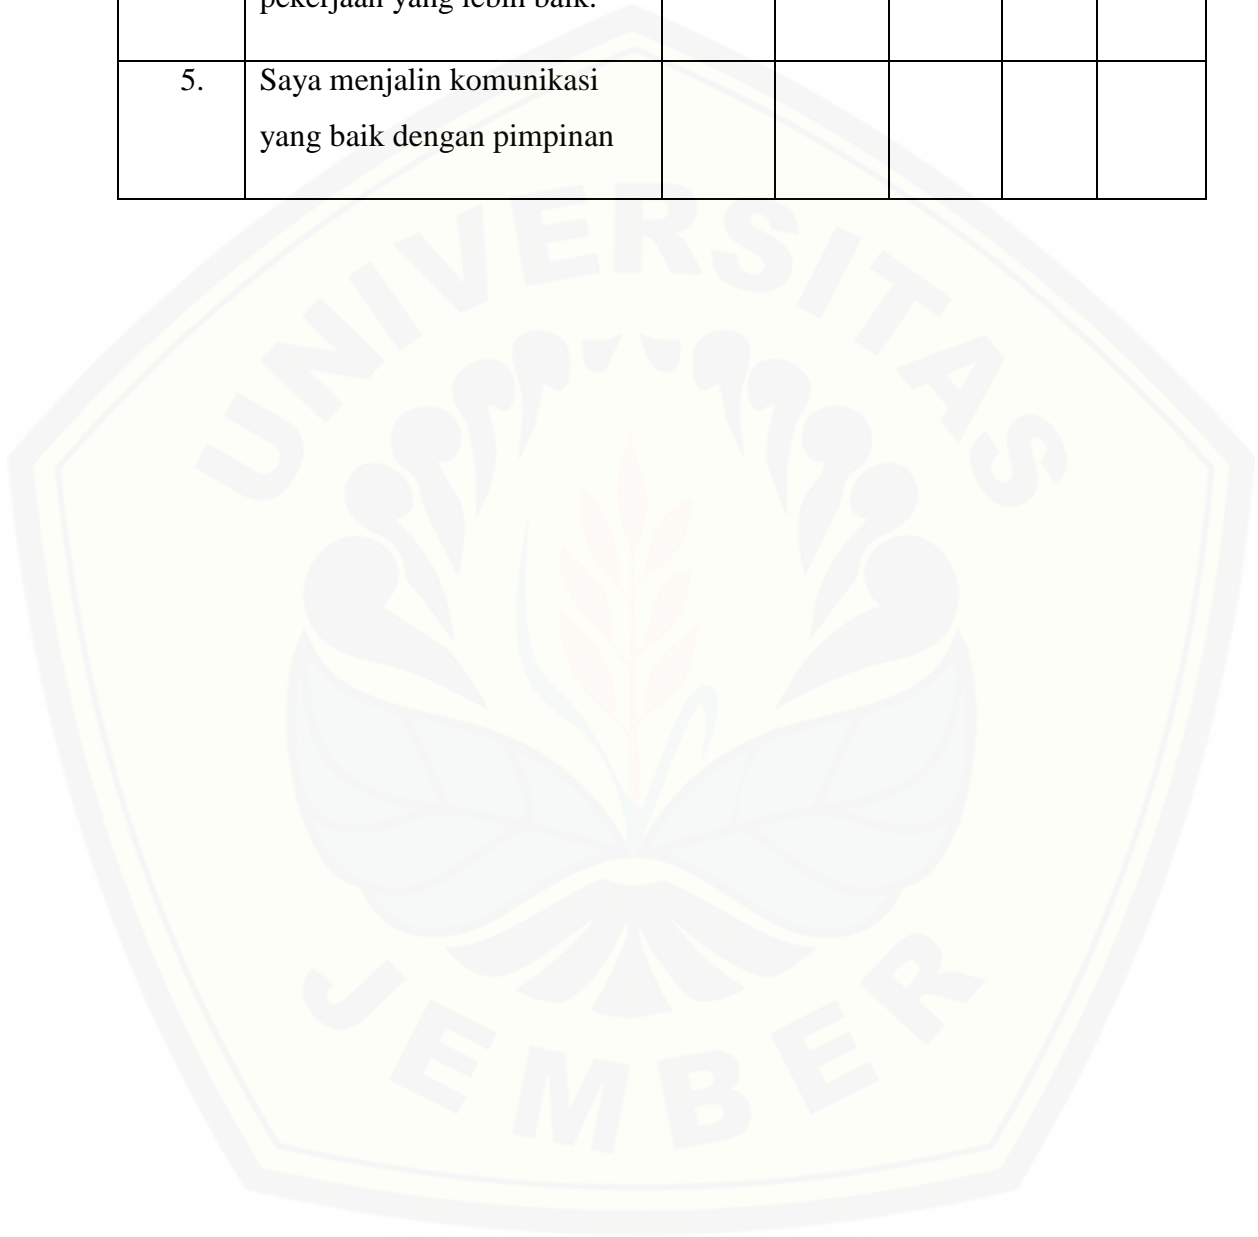 pekerjaan yang lebih baik.
5. Saya menjalin komunikasi
yang baik dengan pimpinan
UNIVERSITAS
JEMBER